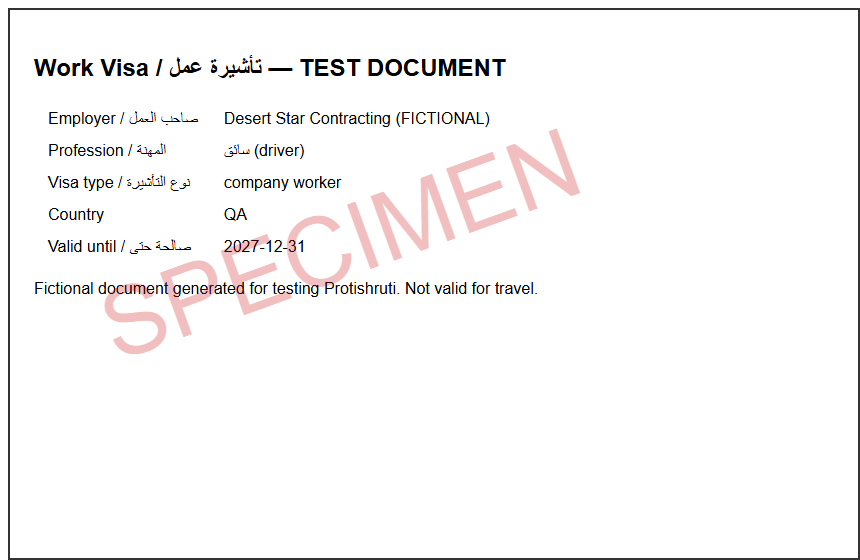 Work Visa / تأشيرة عمل — TEST DOCUMENT
Employer / صاحب العمل Desert Star Contracting (FICTIONAL)
Profession / المهنة سائق (driver)
Visa type / نوع التأشيرة company worker
Country QA
Valid until / صالحة حتى 2027-12-31
Fictional document generated for testing Protishruti. Not valid for travel.
SPECIMEN